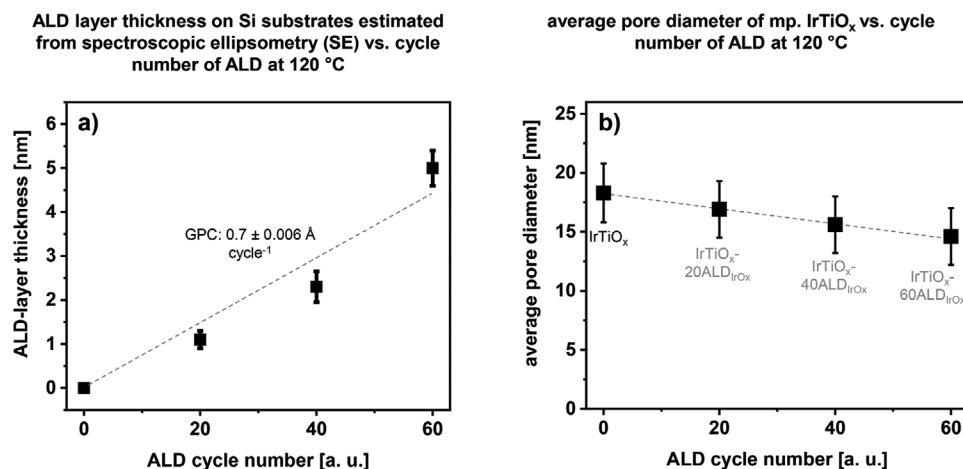 ALD layer thickness on Si substrates estimated
from spectroscopic ellipsometry (SE) vs. cycle
number of ALD at 120 °C
a)
ALD-layer thickness [nm]
6
5
4
3
2
1
0
GPC: 0.7 ± 0.006 Å
cycle⁻¹
0
20
40
60
ALD cycle number [a. u.]
average pore diameter of mp. IrTiOₓ vs. cycle
number of ALD at 120 °C
b)
average pore diameter [nm]
25
20
15
10
5
0
IrTiOₓ
IrTiOₓ-
20ALD_IrOx
IrTiOₓ-
40ALD_IrOx
IrTiOₓ-
60ALD_IrOx
0
20
40
60
ALD cycle number [a. u.]